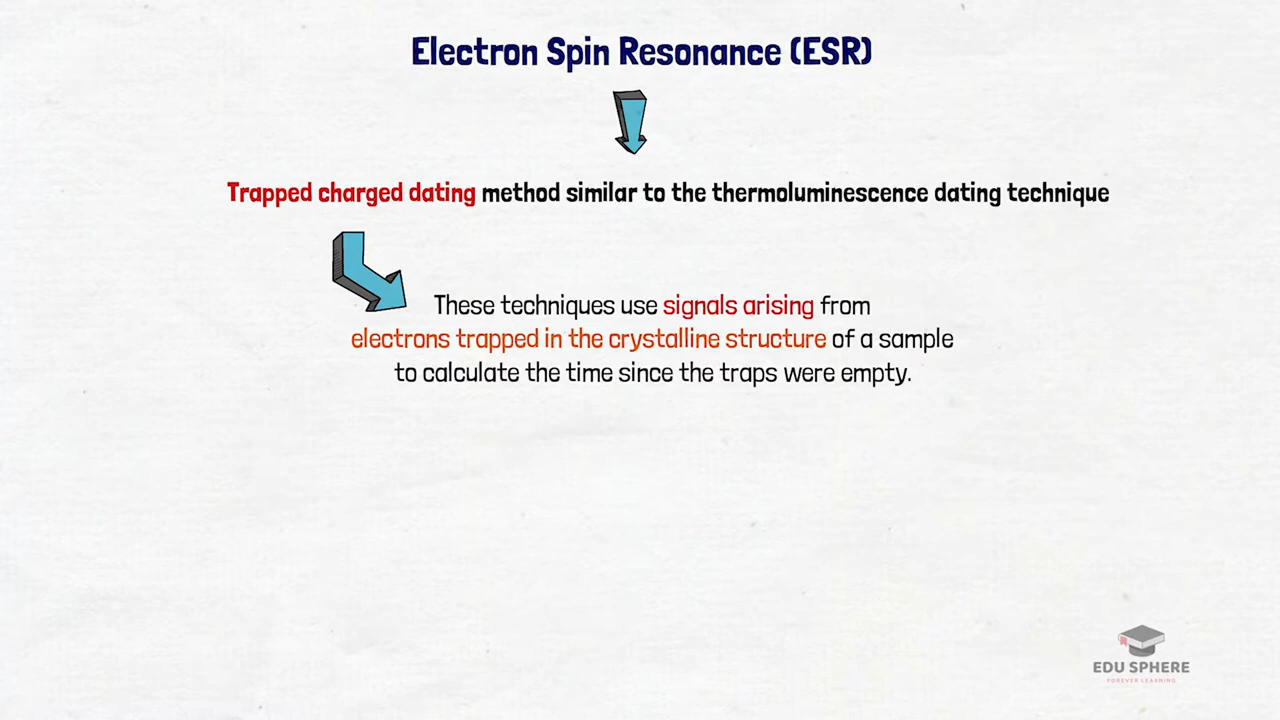 Electron Spin Resonance (ESR)
Trapped charged dating method similar to the thermoluminescence dating technique
These techniques use signals arising from
electrons trapped in the crystalline structure of a sample
to calculate the time since the traps were empty.
EDU SPHERE
FOREVER LEARNING